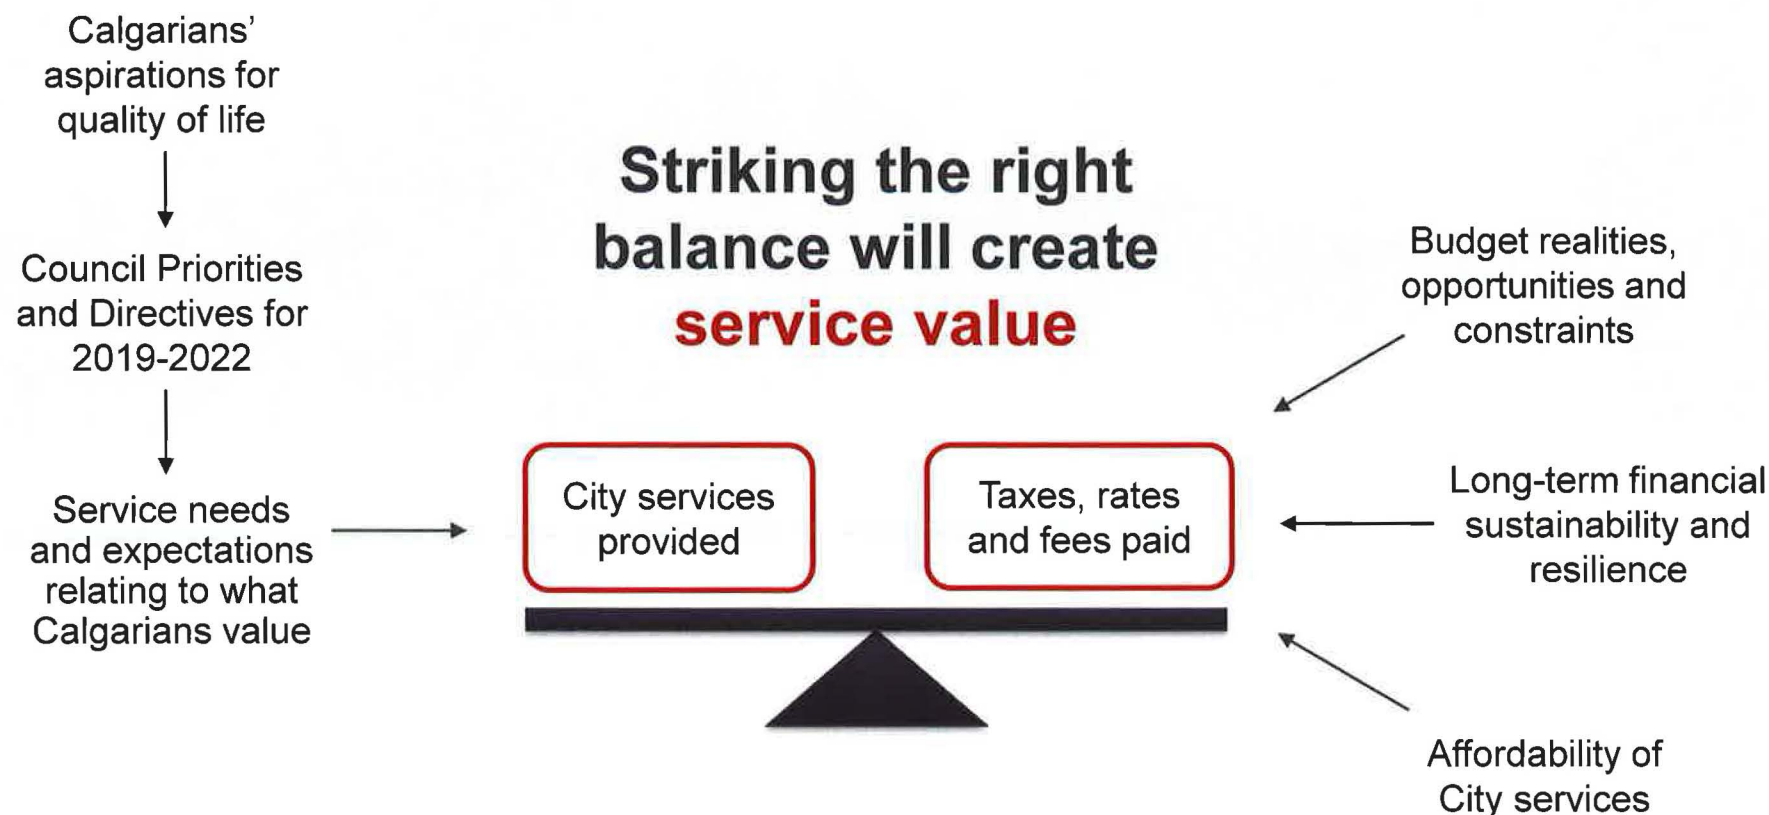 Calgarians’
aspirations for
quality of life
Council Priorities
and Directives for
2019-2022
Service needs
and expectations
relating to what
Calgarians value
Striking the right
balance will create
service value
City services
provided
Taxes, rates
and fees paid
Budget realities,
opportunities and
constraints
Long-term financial
sustainability and
resilience
Affordability of
City services